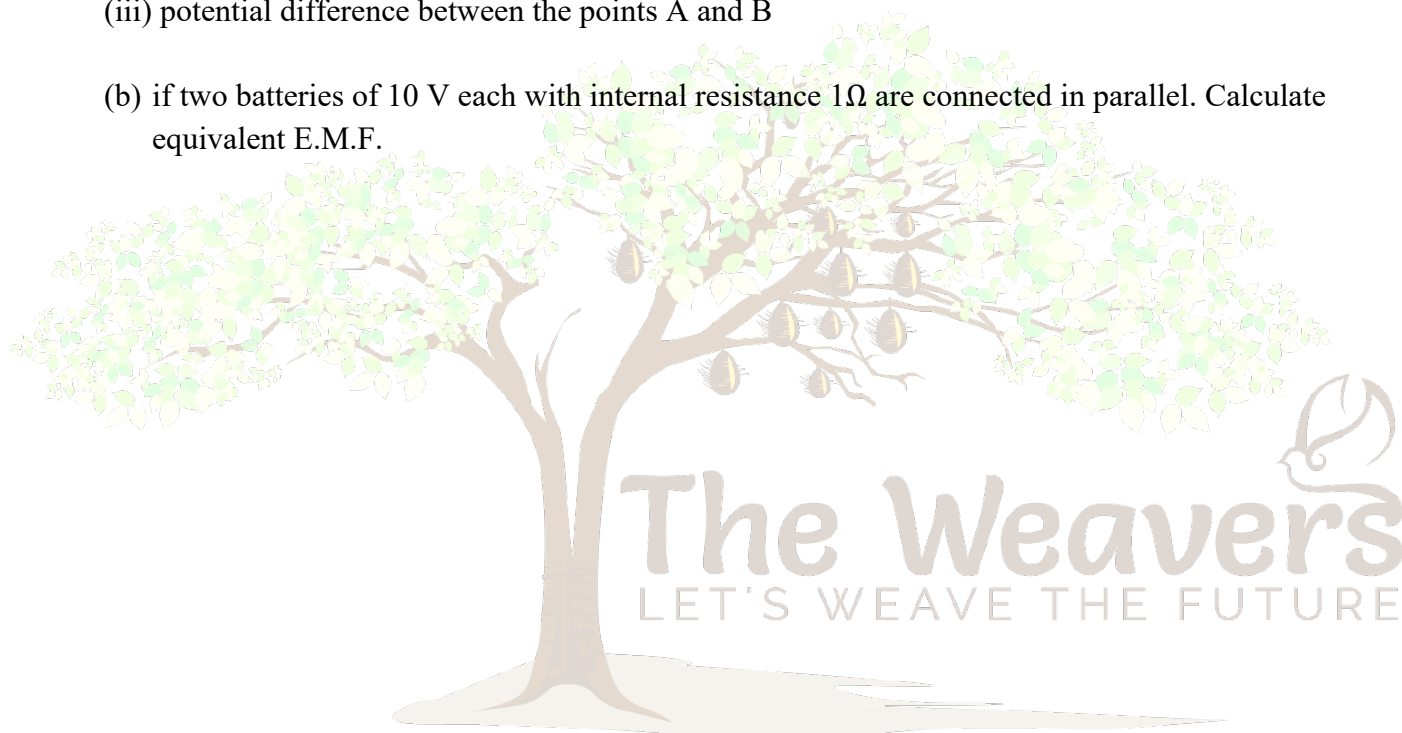 (iii) potential difference between the points A and B
(b) if two batteries of 10 V each with internal resistance 1Ω are connected in parallel. Calculate
equivalent E.M.F.
The Weavers
LET'S WEAVE THE FUTURE